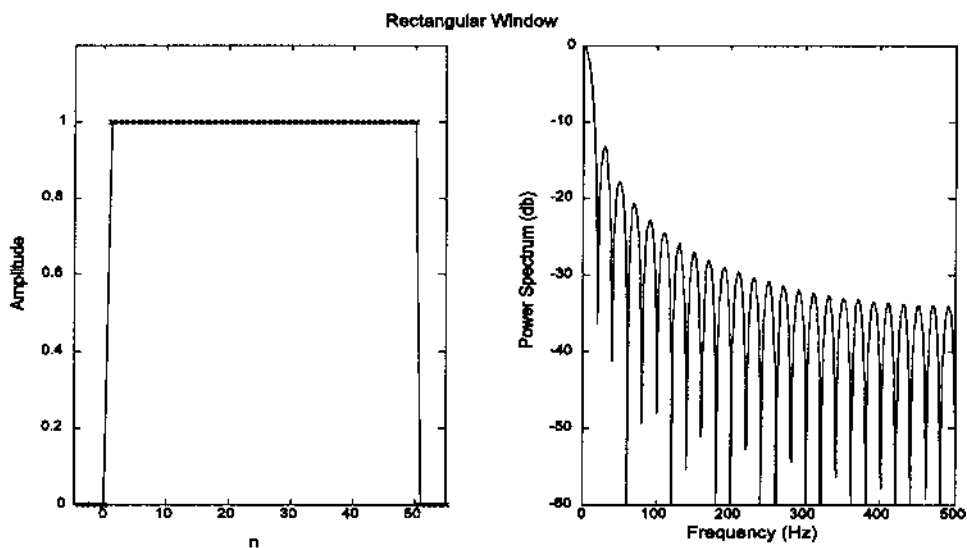 Rectangular Window
Amplitude
1
0.8
0.6
0.4
0.2
0
0 10 20 30 40 50
n
Power Spectrum (db)
0
-10
-20
-30
-40
-50
-60
0 100 200 300 400 500
Frequency (Hz)